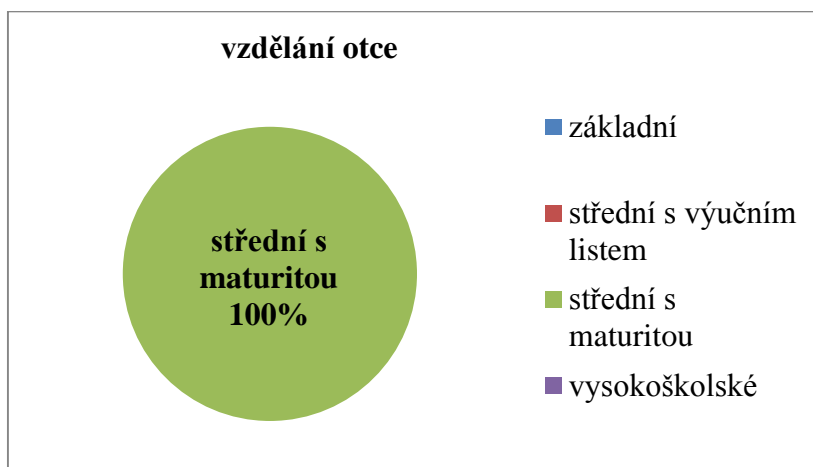 vzdělání otce
střední s
maturitou
100%
základní
střední s výučním
listem
střední s
maturitou
vysokoškolské